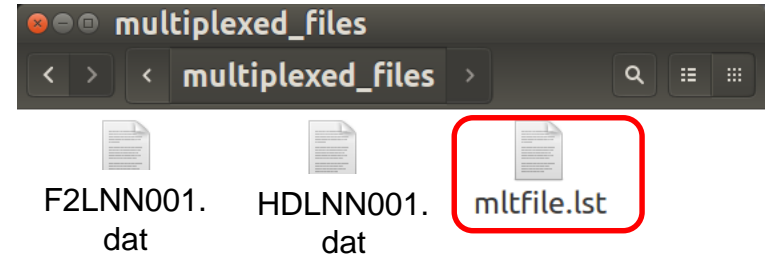 multiplexed_files
multiplexed_files
F2LNN001.
dat
HDLNN001.
dat
mltfile.lst